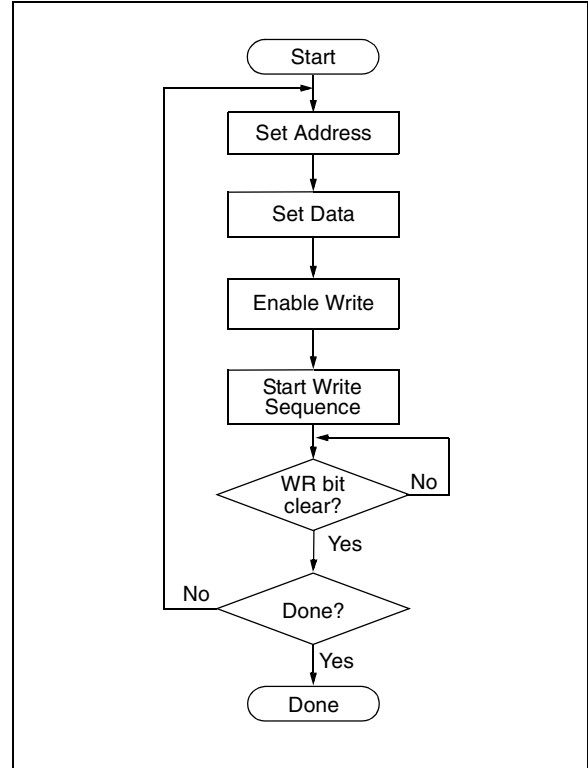 Start
Set Address
Set Data
Enable Write
Start Write
Sequence
WR bit
clear?
No
Yes
No
Done?
Yes
Done